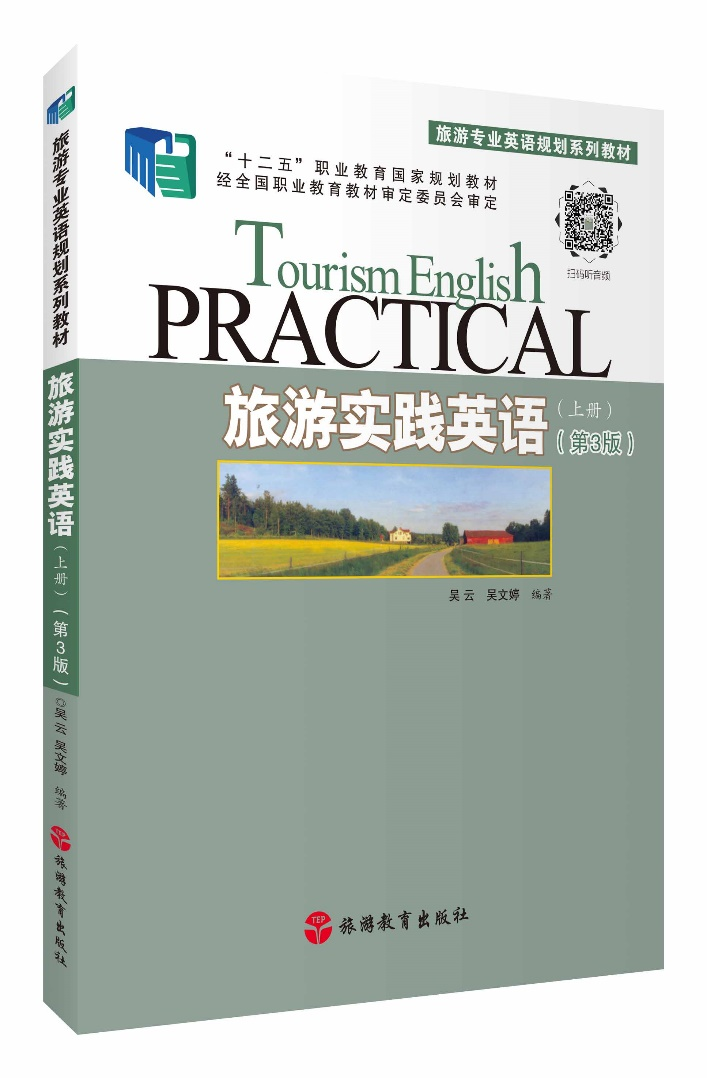 旅游专业英语规划系列教材
“十二五”职业教育国家规划教材
经全国职业教育教材审定委员会审定
扫码听音频
Tourism English
PRACTICAL
旅游实践英语
(上册)
(第3版)
吴云 吴文婷 编著
TEP
旅游教育出版社
旅游专业英语规划系列教材
旅游实践英语
(上册)
(第3版)
◎吴云 吴文婷 编著
TEP
旅游教育出版社